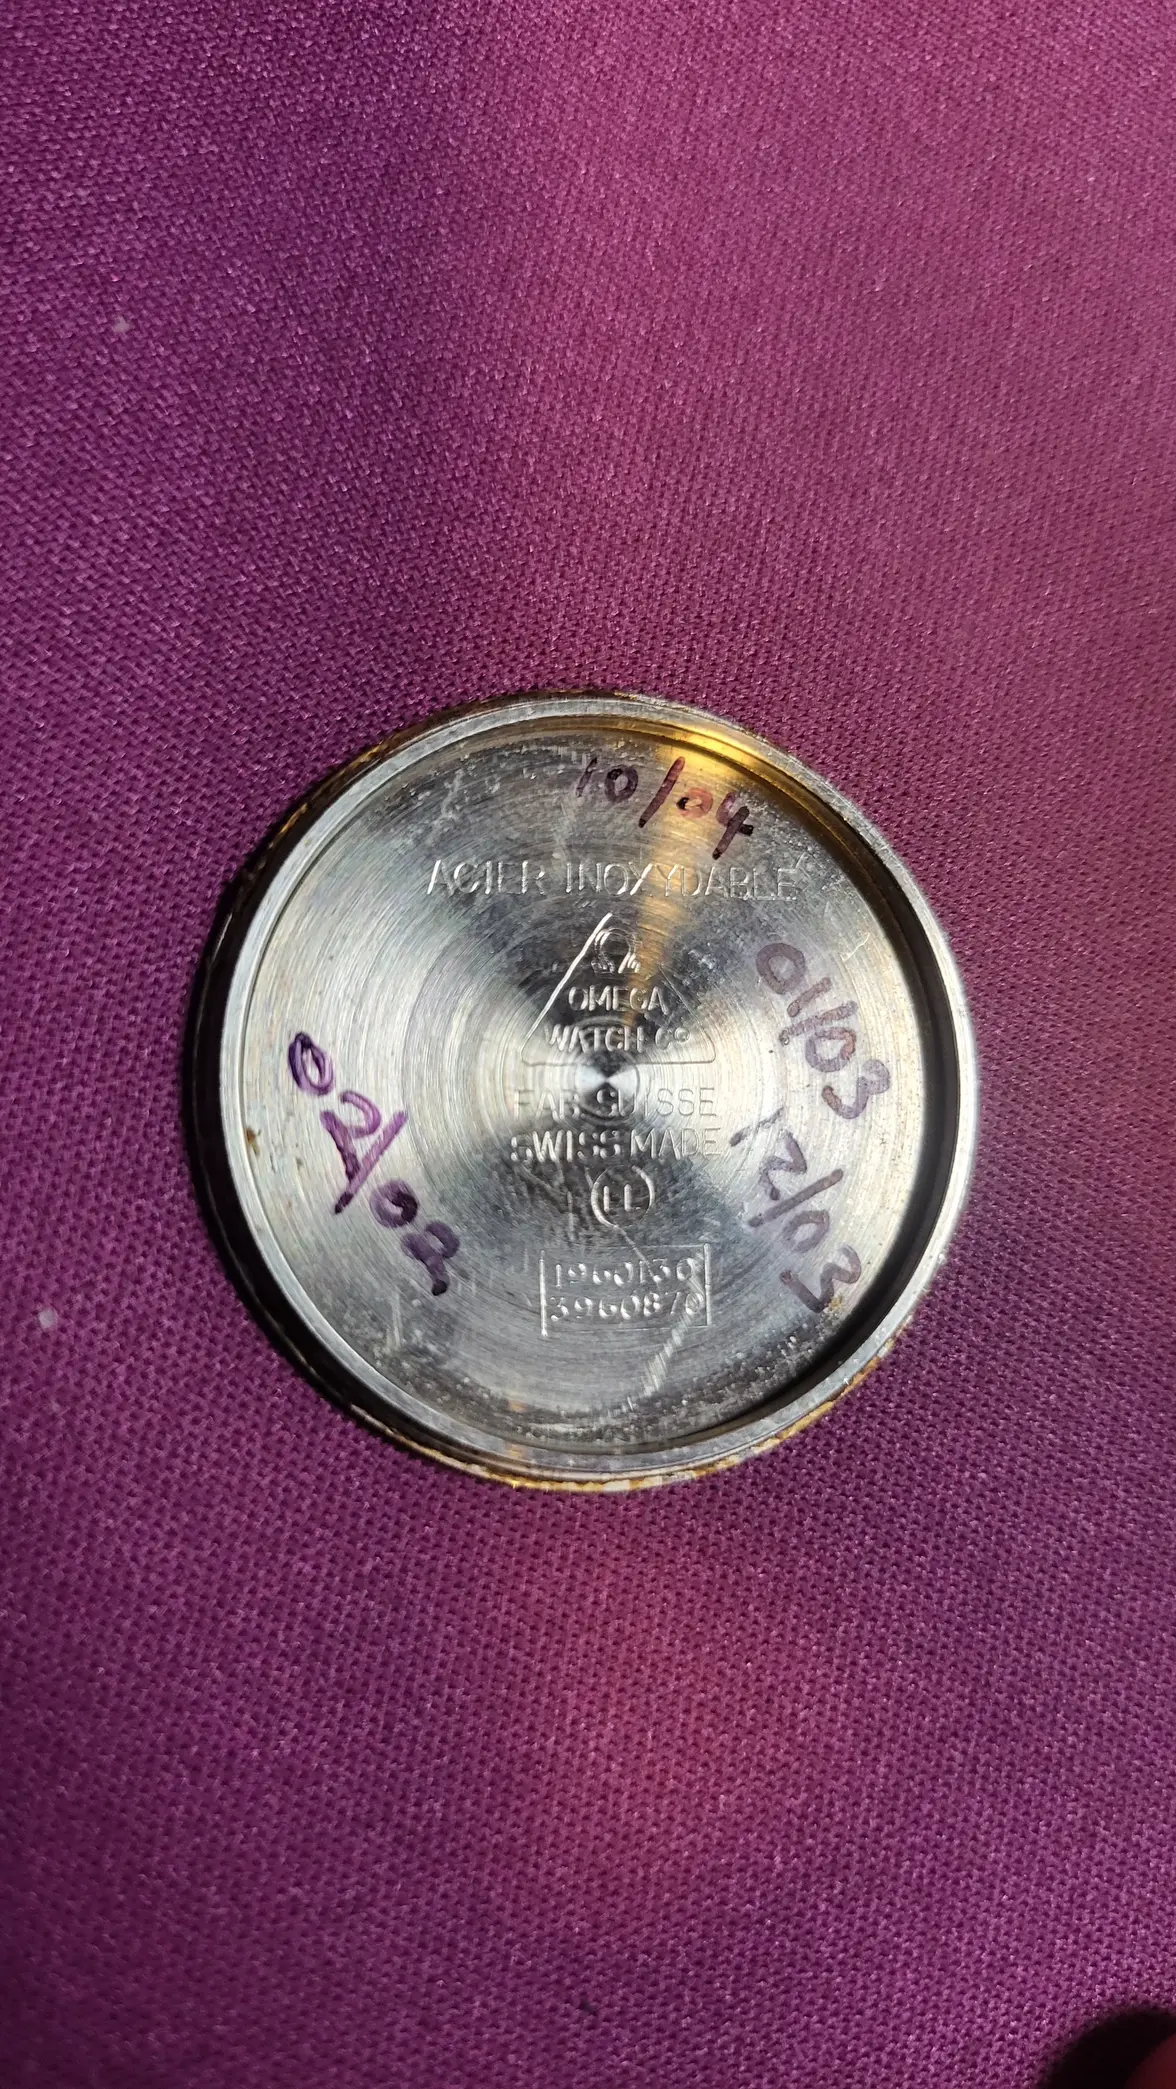 10/04
ACIER INOXYDABLE
Ω
OMEGA
WATCH Co
FAB. SUISSE
SWISS MADE
1960130
3960870
01/03
12/03
02/02